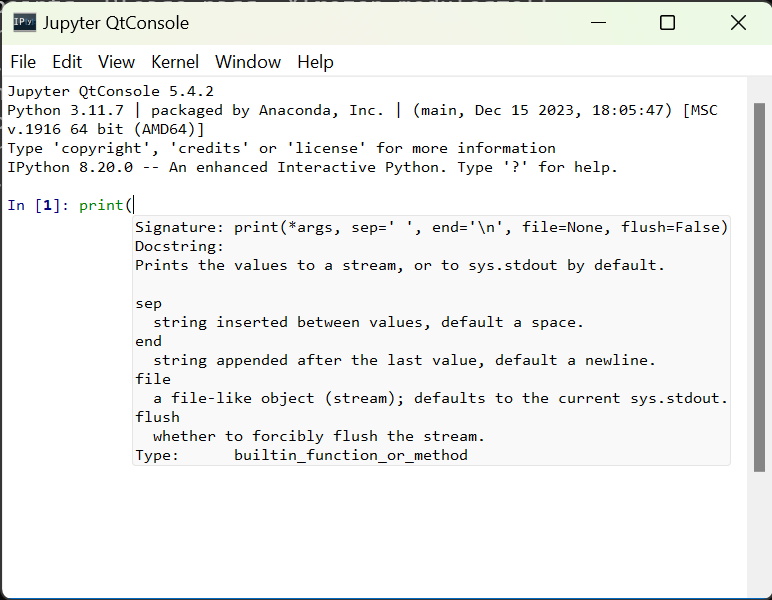 IP[y]: Jupyter QtConsole
File Edit View Kernel Window Help
Jupyter QtConsole 5.4.2
Python 3.11.7 | packaged by Anaconda, Inc. | (main, Dec 15 2023, 18:05:47) [MSC
v.1916 64 bit (AMD64)]
Type 'copyright', 'credits' or 'license' for more information
IPython 8.20.0 -- An enhanced Interactive Python. Type '?' for help.
In [1]: print(
Signature: print(*args, sep=' ', end='\n', file=None, flush=False)
Docstring:
Prints the values to a stream, or to sys.stdout by default.
sep
string inserted between values, default a space.
end
string appended after the last value, default a newline.
file
a file-like object (stream); defaults to the current sys.stdout.
flush
whether to forcibly flush the stream.
Type: builtin_function_or_method